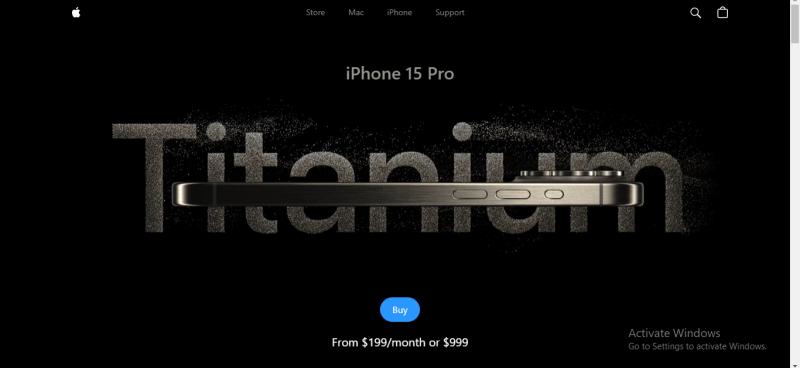 Store Mac iPhone Support
iPhone 15 Pro
Titanium
Buy
From $199/month or $999
Activate Windows
Go to Settings to activate Windows.